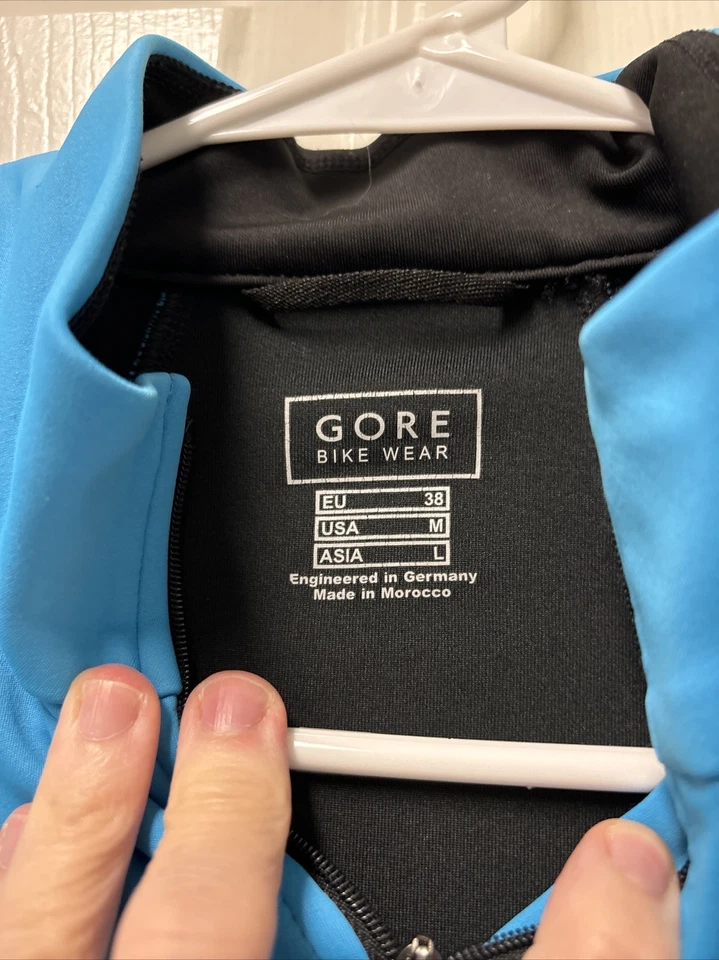 GORE
BIKE WEAR
EU 38
USA M
ASIA L
Engineered in Germany
Made in Morocco